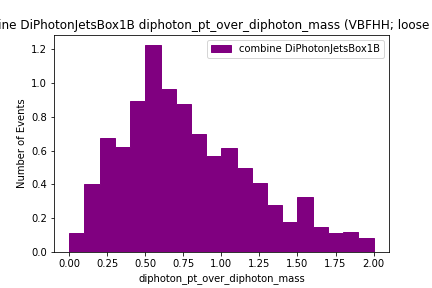 ine DiPhotonJetsBox1B diphoton_pt_over_diphoton_mass (VBFHH; loose
combine DiPhotonJetsBox1B
Number of Events
1.2
1.0
0.8
0.6
0.4
0.2
0.0
0.00 0.25 0.50 0.75 1.00 1.25 1.50 1.75 2.00
diphoton_pt_over_diphoton_mass